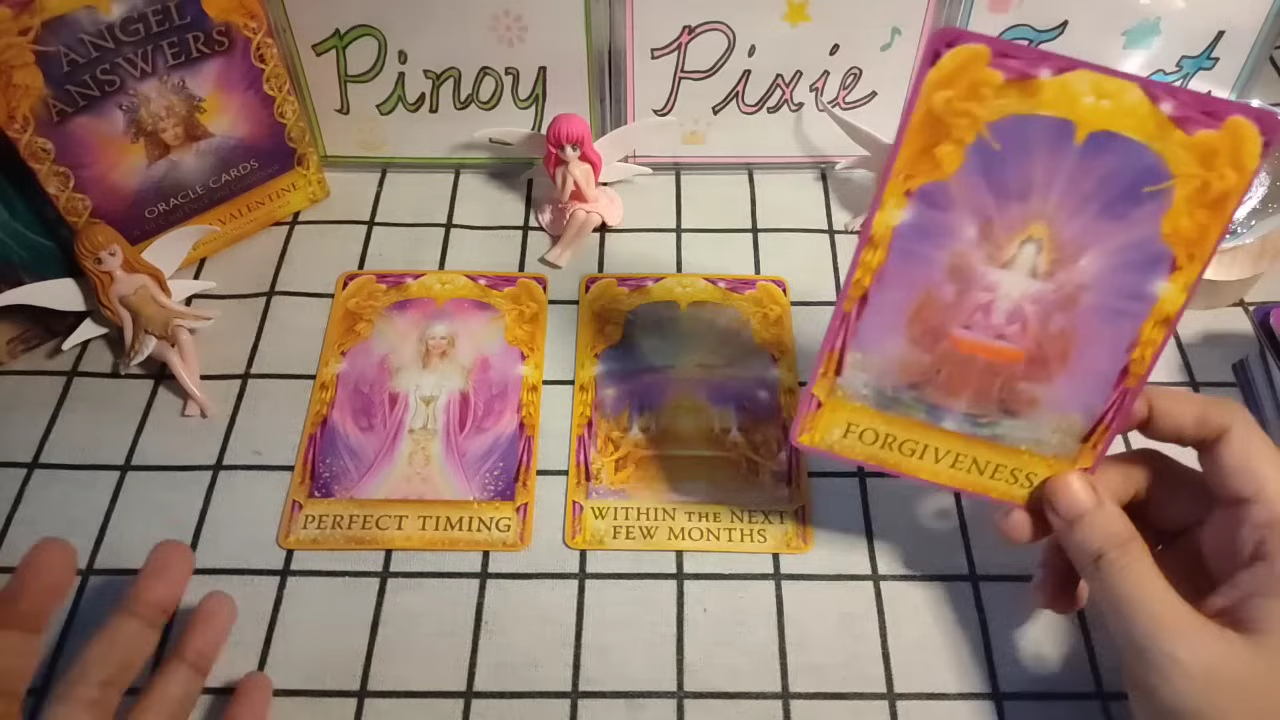 ANGEL
ANSWERS
ORACLE CARDS
VALENTINE
Pinoy
Pixie
PERFECT TIMING
WITHIN THE NEXT
FEW MONTHS
FORGIVENESS